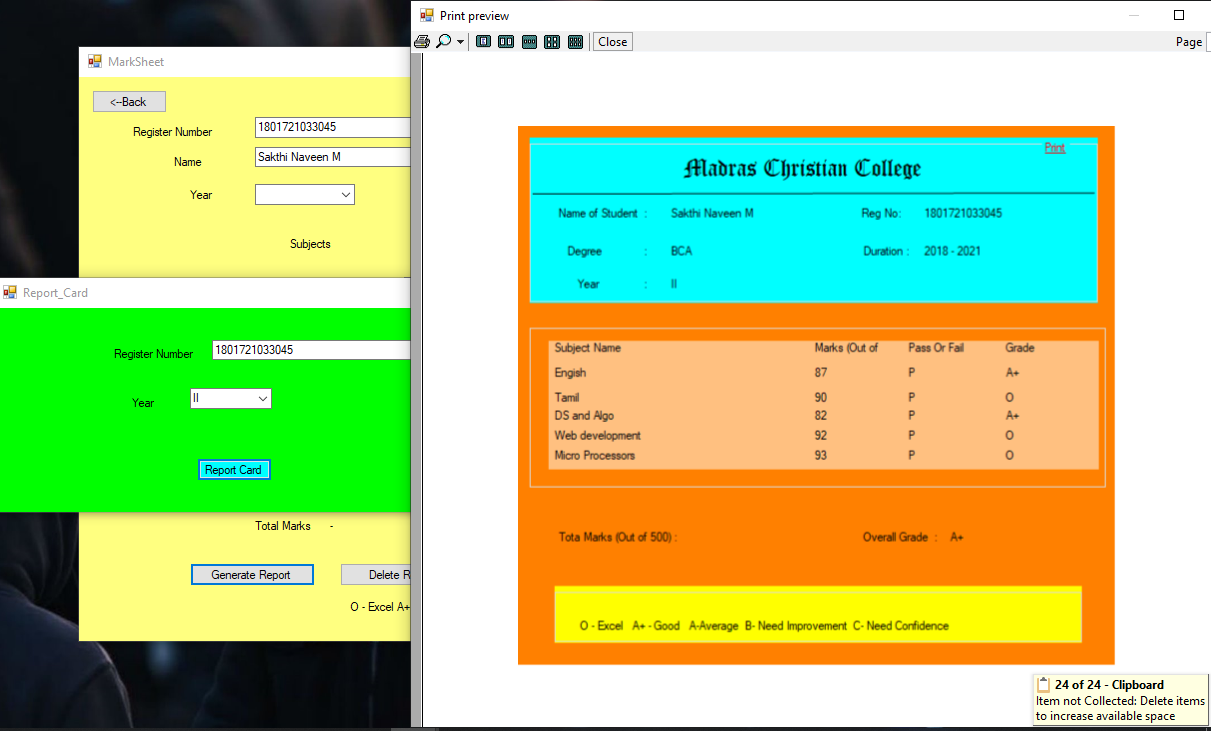 Print preview
Close
Page
MarkSheet
<--Back
Register Number 1801721033045
Name Sakthi Naveen M
Year
Subjects
Report_Card
Register Number 1801721033045
Year II
Report Card
Total Marks -
Generate Report Delete R
O - Excel A+
Print
Madras Christian College
Name of Student : Sakthi Naveen M Reg No: 1801721033045
Degree : BCA Duration : 2018 - 2021
Year : II
Subject Name Marks (Out of Pass Or Fail Grade
Engish 87 P A+
Tamil 90 P O
DS and Algo 82 P A+
Web development 92 P O
Micro Processors 93 P O
Tota Marks (Out of 500) : Overall Grade : A+
O - Excel A+ - Good A-Average B- Need Improvement C- Need Confidence
24 of 24 - Clipboard
Item not Collected: Delete items
to increase available space